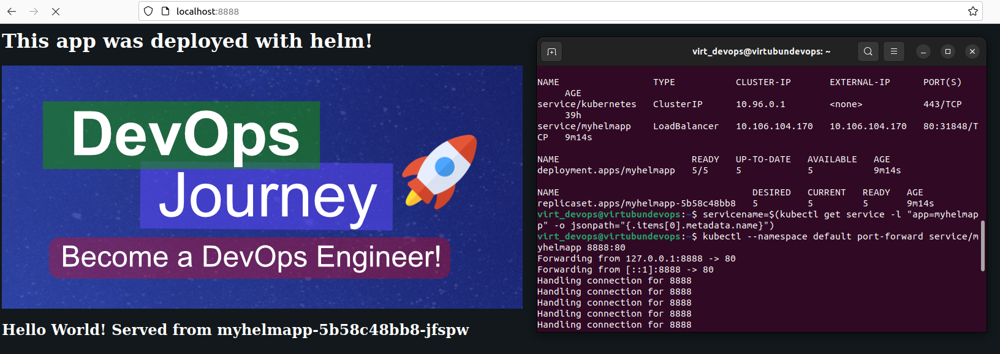 localhost:8888
This app was deployed with helm!
DevOps
Journey
Become a DevOps Engineer!
Hello World! Served from myhelmapp-5b58c48bb8-jfspw
virt_devops@virtubundevops: ~
NAME TYPE CLUSTER-IP EXTERNAL-IP PORT(S)
AGE
service/kubernetes ClusterIP 10.96.0.1 <none> 443/TCP
39h
service/myhelmapp LoadBalancer 10.106.104.170 10.106.104.170 80:31848/T
CP 9m14s
NAME READY UP-TO-DATE AVAILABLE AGE
deployment.apps/myhelmapp 5/5 5 5 9m14s
NAME DESIRED CURRENT READY AGE
replicaset.apps/myhelmapp-5b58c48bb8 5 5 5 9m14s
virt_devops@virtubundevops:~$ servicename=$(kubectl get service -l "app=myhelmap
p" -o jsonpath="{.items[0].metadata.name}")
virt_devops@virtubundevops:~$ kubectl --namespace default port-forward service/m
yhelmapp 8888:80
Forwarding from 127.0.0.1:8888 -> 80
Forwarding from [::1]:8888 -> 80
Handling connection for 8888
Handling connection for 8888
Handling connection for 8888
Handling connection for 8888
Handling connection for 8888